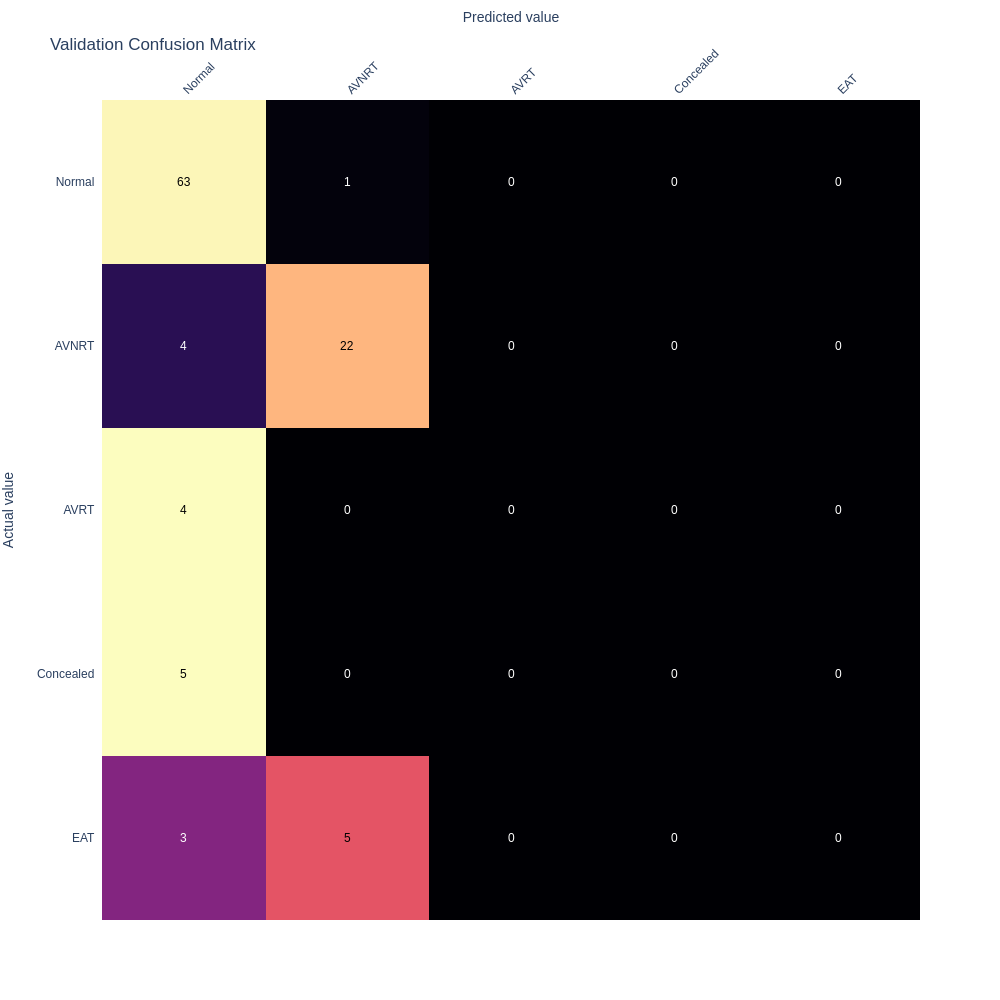 Predicted value
Validation Confusion Matrix
Normal AVNRT AVRT Concealed EAT
Normal 63 1 0 0 0
AVNRT 4 22 0 0 0
AVRT 4 0 0 0 0
Actual value
Concealed 5 0 0 0 0
EAT 3 5 0 0 0